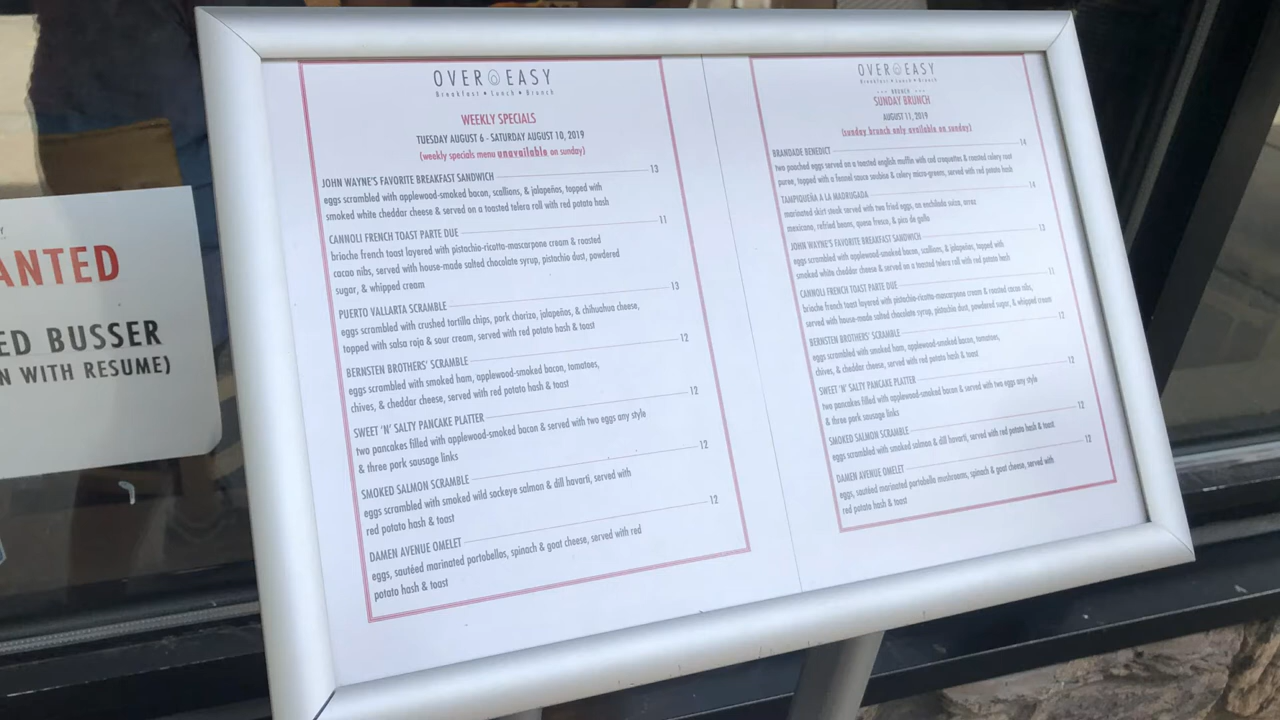 ANTED
ED BUSSER
N WITH RESUME)
OVER EASY
Breakfast • Lunch • Brunch
WEEKLY SPECIALS
TUESDAY AUGUST 6 - SATURDAY AUGUST 10, 2019
(weekly specials menu unavailable on sunday)
JOHN WAYNE'S FAVORITE BREAKFAST SANDWICH 13
eggs scrambled with applewood-smoked bacon, scallions, & jalapeños, topped with
smoked white cheddar cheese & served on a toasted telera roll with red potato hash
CANNOLI FRENCH TOAST PARTE DUE 11
brioche french toast layered with pistachio-ricotta-mascarpone cream & roasted
cacao nibs, served with house-made salted chocolate syrup, pistachio dust, powdered
sugar, & whipped cream
PUERTO VALLARTA SCRAMBLE 13
eggs scrambled with crushed tortilla chips, pork chorizo, jalapeños, & chihuahua cheese,
topped with salsa roja & sour cream, served with red potato hash & toast
BERNSTEN BROTHERS' SCRAMBLE 12
eggs scrambled with smoked ham, applewood-smoked bacon, tomatoes,
chives, & cheddar cheese, served with red potato hash & toast
SWEET 'N' SALTY PANCAKE PLATTER 12
two pancakes filled with applewood-smoked bacon & served with two eggs any style
& three pork sausage links
SMOKED SALMON SCRAMBLE 12
eggs scrambled with smoked wild sockeye salmon & dill havarti, served with
red potato hash & toast
DAMEN AVENUE OMELET 12
eggs, sautéed marinated portobellos, spinach & goat cheese, served with red
potato hash & toast
OVER EASY
Breakfast • Lunch • Brunch
BRUNCH
SUNDAY BRUNCH
AUGUST 11, 2019
(sunday brunch only available on sunday)
BRANDADE BENEDICT 14
two poached eggs served on a toasted english muffin with cod croquettes & roasted celery root
puree, topped with a fennel sauce soubise & celery micro-greens, served with red potato hash
TAMPIQUEÑA A LA MADRUGADA 14
marinated skirt steak served with two fried eggs, an enchilada suiza, arroz
mexicano, refried beans, queso fresco, & pico de gallo
JOHN WAYNE'S FAVORITE BREAKFAST SANDWICH 13
eggs scrambled with applewood-smoked bacon, scallions, & jalapeños, topped with
smoked white cheddar cheese & served on a toasted telera roll with red potato hash
CANNOLI FRENCH TOAST PARTE DUE 11
brioche french toast layered with pistachio-ricotta-mascarpone cream & roasted cacao nibs,
served with house-made salted chocolate syrup, pistachio dust, powdered sugar, & whipped cream
BERNSTEN BROTHERS' SCRAMBLE 12
eggs scrambled with smoked ham, applewood-smoked bacon, tomatoes,
chives, & cheddar cheese, served with red potato hash & toast
SWEET 'N' SALTY PANCAKE PLATTER 12
two pancakes filled with applewood-smoked bacon & served with two eggs any style
& three pork sausage links
SMOKED SALMON SCRAMBLE 12
eggs scrambled with smoked salmon & dill havarti, served with red potato hash & toast
DAMEN AVENUE OMELET 12
eggs, sautéed marinated portabella mushrooms, spinach & goat cheese, served with
red potato hash & toast